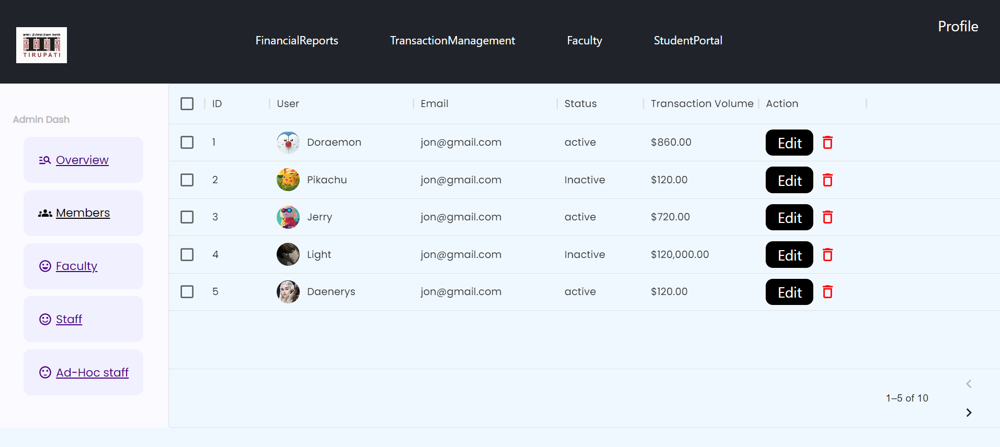 भारतीय प्रौद्योगिकी संस्थान तिरुपति
TIRUPATI
FinancialReports TransactionManagement Faculty StudentPortal
Profile
Admin Dash
Overview
Members
Faculty
Staff
Ad-Hoc staff
ID User Email Status Transaction Volume Action
1 Doraemon jon@gmail.com active $860.00 Edit
2 Pikachu jon@gmail.com Inactive $120.00 Edit
3 Jerry jon@gmail.com active $720.00 Edit
4 Light jon@gmail.com Inactive $120,000.00 Edit
5 Daenerys jon@gmail.com active $120.00 Edit
1–5 of 10